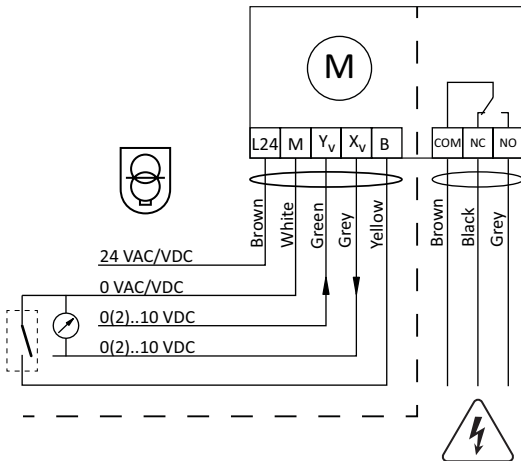 M
L24 M Yv Xv B COM NC NO
Brown White Green Grey Yellow Brown Black Grey
24 VAC/VDC
0 VAC/VDC
0(2)..10 VDC
0(2)..10 VDC